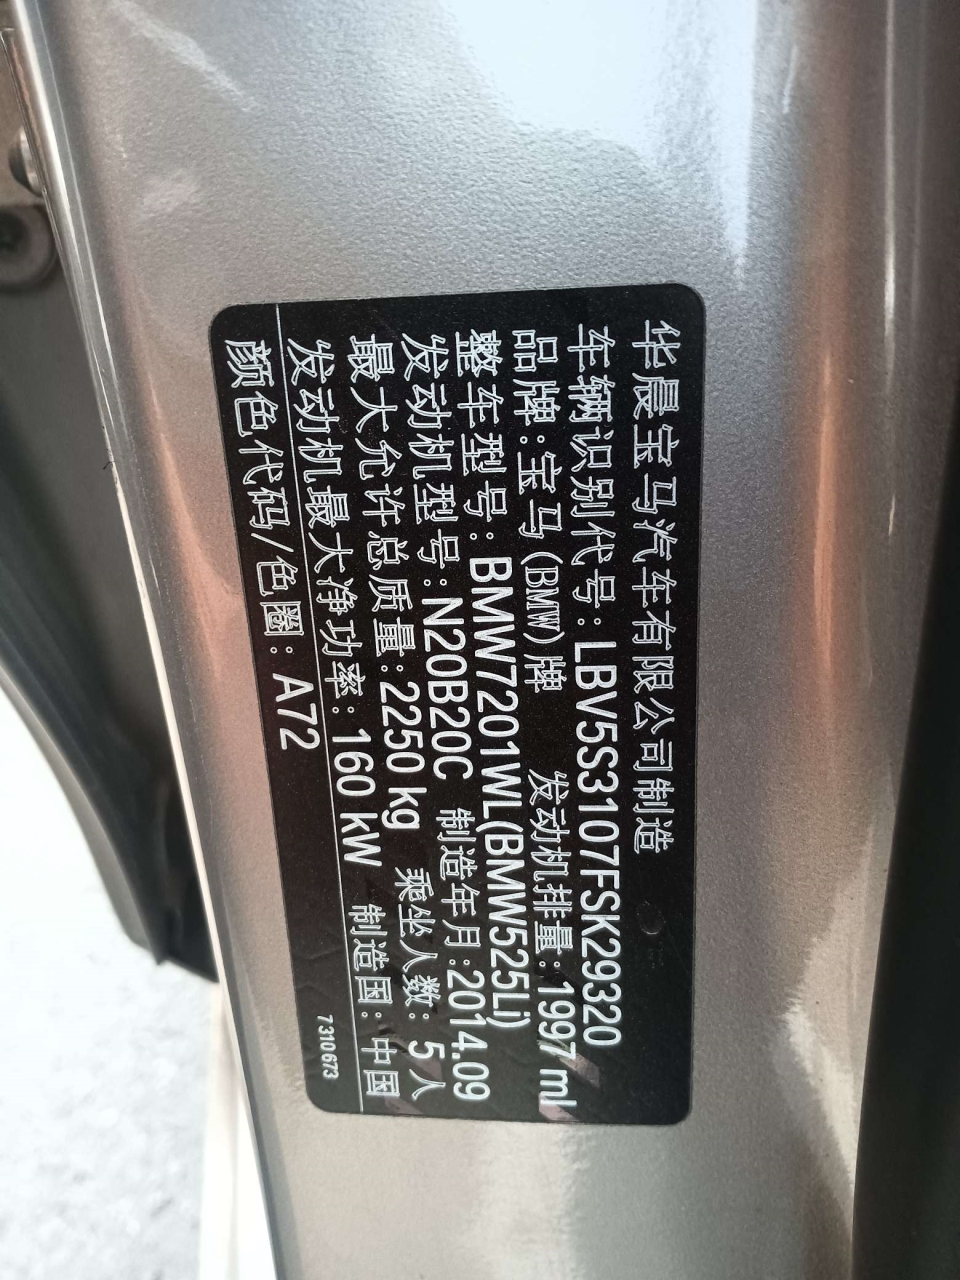 华晨宝马汽车有限公司制造
车辆识别代号：LBV5S3107FSK29320
品牌：宝马(BMW)牌 发动机排量：1997 ml
整车型号：BMW7201WL(BMW525Li)
发动机型号：N20B20C 制造年月：2014.09
最大允许总质量：2250 kg 乘坐人数：5人
发动机最大净功率：160 kW 制造国：中国
颜色代码/色圈：A72 7310673